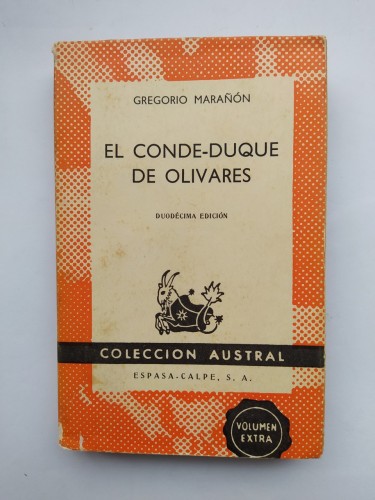 GREGORIO MARAÑÓN
EL CONDE-DUQUE
DE OLIVARES
DUODÉCIMA EDICIÓN
COLECCION AUSTRAL
ESPASA-CALPE, S. A.
VOLUMEN
EXTRA